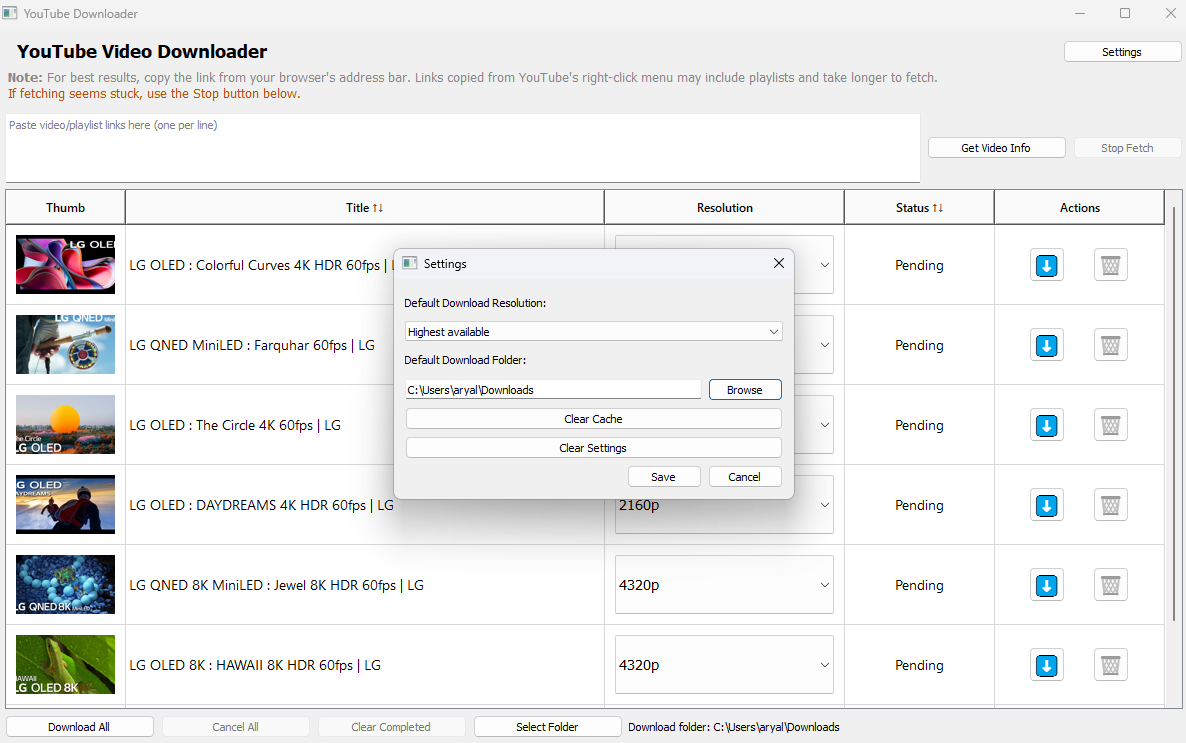 YouTube Downloader
YouTube Video Downloader
Settings
Note: For best results, copy the link from your browser's address bar. Links copied from YouTube's right-click menu may include playlists and take longer to fetch.
If fetching seems stuck, use the Stop button below.
Paste video/playlist links here (one per line)
Get Video Info
Stop Fetch
Thumb
Title ↑↓
Resolution
Status ↑↓
Actions
LG OLE
LG OLED : Colorful Curves 4K HDR 60fps |
Pending
LG QNED
LG QNED MiniLED : Farquhar 60fps | LG
Pending
The Circle
LG OLED
LG OLED : The Circle 4K 60fps | LG
Pending
G OLED
DAYDREAMS
LG OLED : DAYDREAMS 4K HDR 60fps | LG
2160p
Pending
LG QNED 8K
LG QNED 8K MiniLED : Jewel 8K HDR 60fps | LG
4320p
Pending
HAWAII
LG OLED 8K
LG OLED 8K : HAWAII 8K HDR 60fps | LG
4320p
Pending
Settings
Default Download Resolution:
Highest available
Default Download Folder:
C:\Users\aryal\Downloads
Browse
Clear Cache
Clear Settings
Save
Cancel
Download All
Cancel All
Clear Completed
Select Folder
Download folder: C:\Users\aryal\Downloads